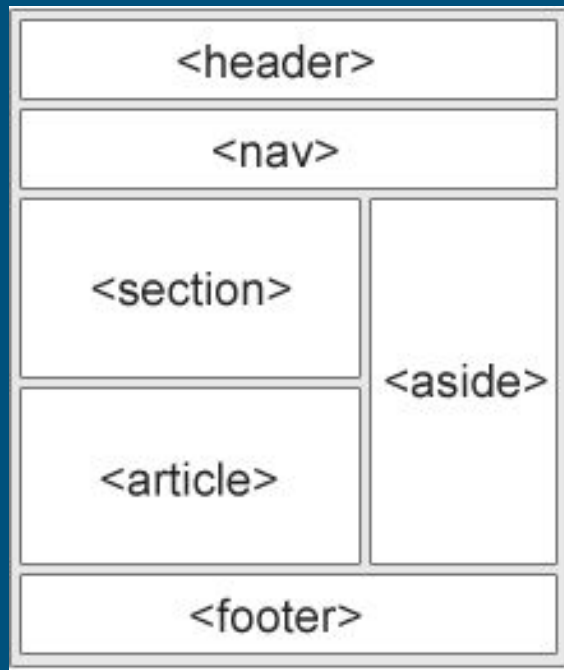 <header>
<nav>
<section>
<article>
<aside>
<footer>